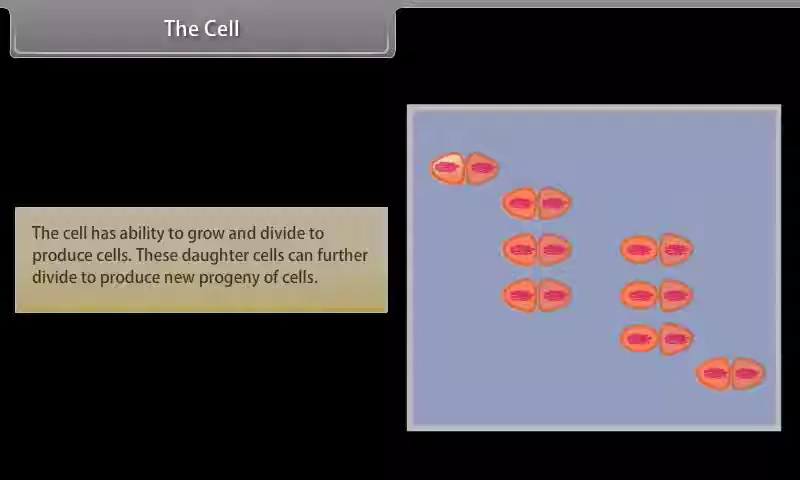 The Cell
The cell has ability to grow and divide to
produce cells. These daughter cells can further
divide to produce new progeny of cells.